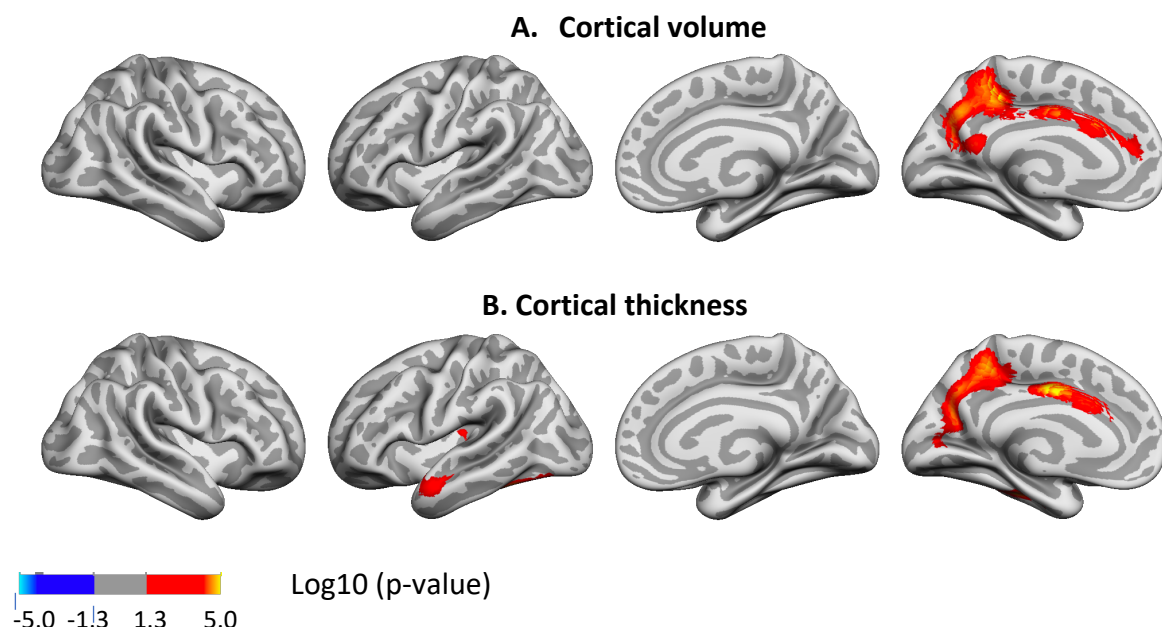 A. Cortical volume
B. Cortical thickness
Log10 (p-value)
-5.0 -1.3 1.3 5.0